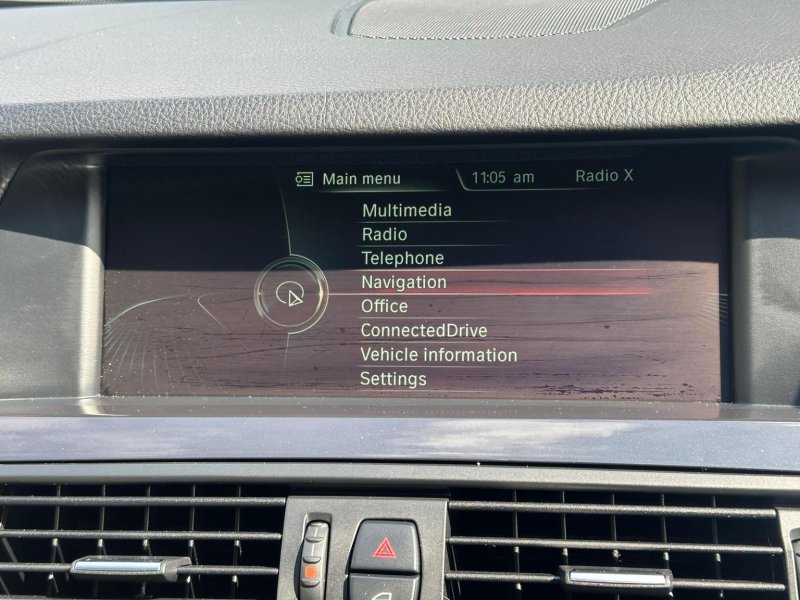 Main menu 11:05 am Radio X
Multimedia
Radio
Telephone
Navigation
Office
ConnectedDrive
Vehicle information
Settings